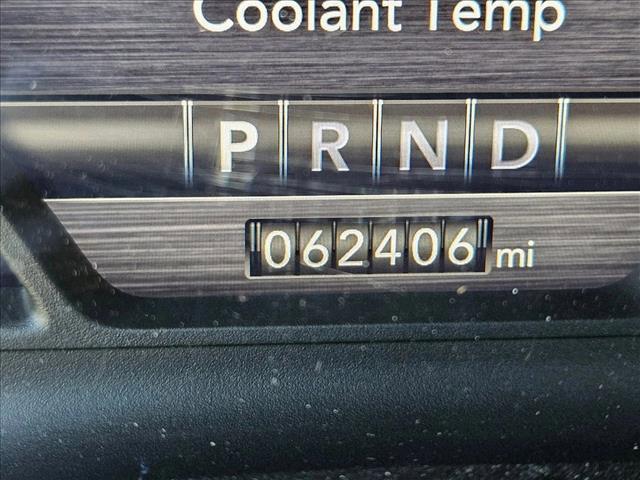 Coolant Temp
P R N D
062406 mi